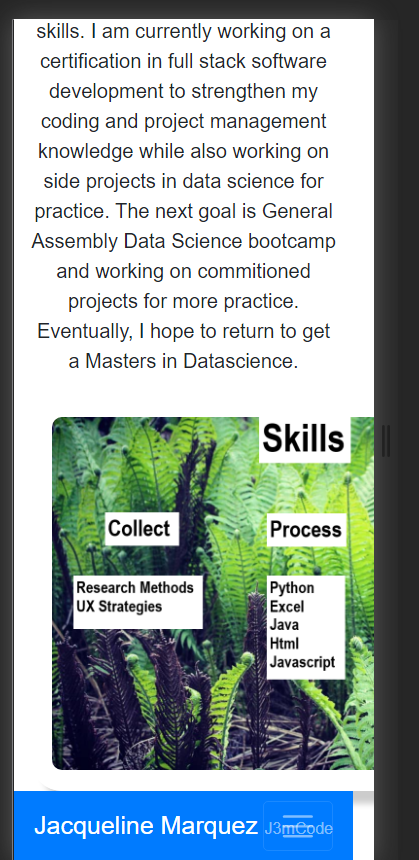 skills. I am currently working on a
certification in full stack software
development to strengthen my
coding and project management
knowledge while also working on
side projects in data science for
practice. The next goal is General
Assembly Data Science bootcamp
and working on commitioned
projects for more practice.
Eventually, I hope to return to get
a Masters in Datascience.
Skills
Collect
Process
Research Methods
UX Strategies
Python
Excel
Java
Html
Javascript
Jacqueline Marquez J3mCode